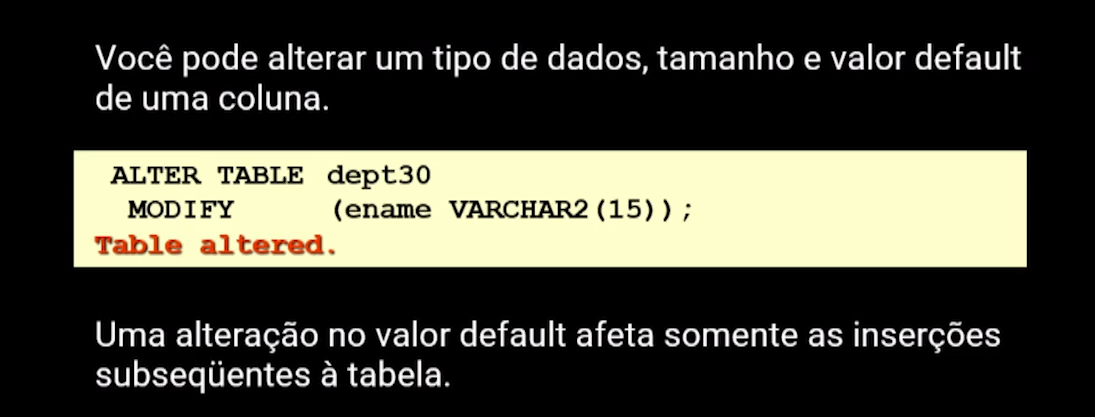 Você pode alterar um tipo de dados, tamanho e valor default
de uma coluna.
ALTER TABLE dept30
MODIFY (ename VARCHAR2(15));
Table altered.
Uma alteração no valor default afeta somente as inserções
subseqüentes à tabela.